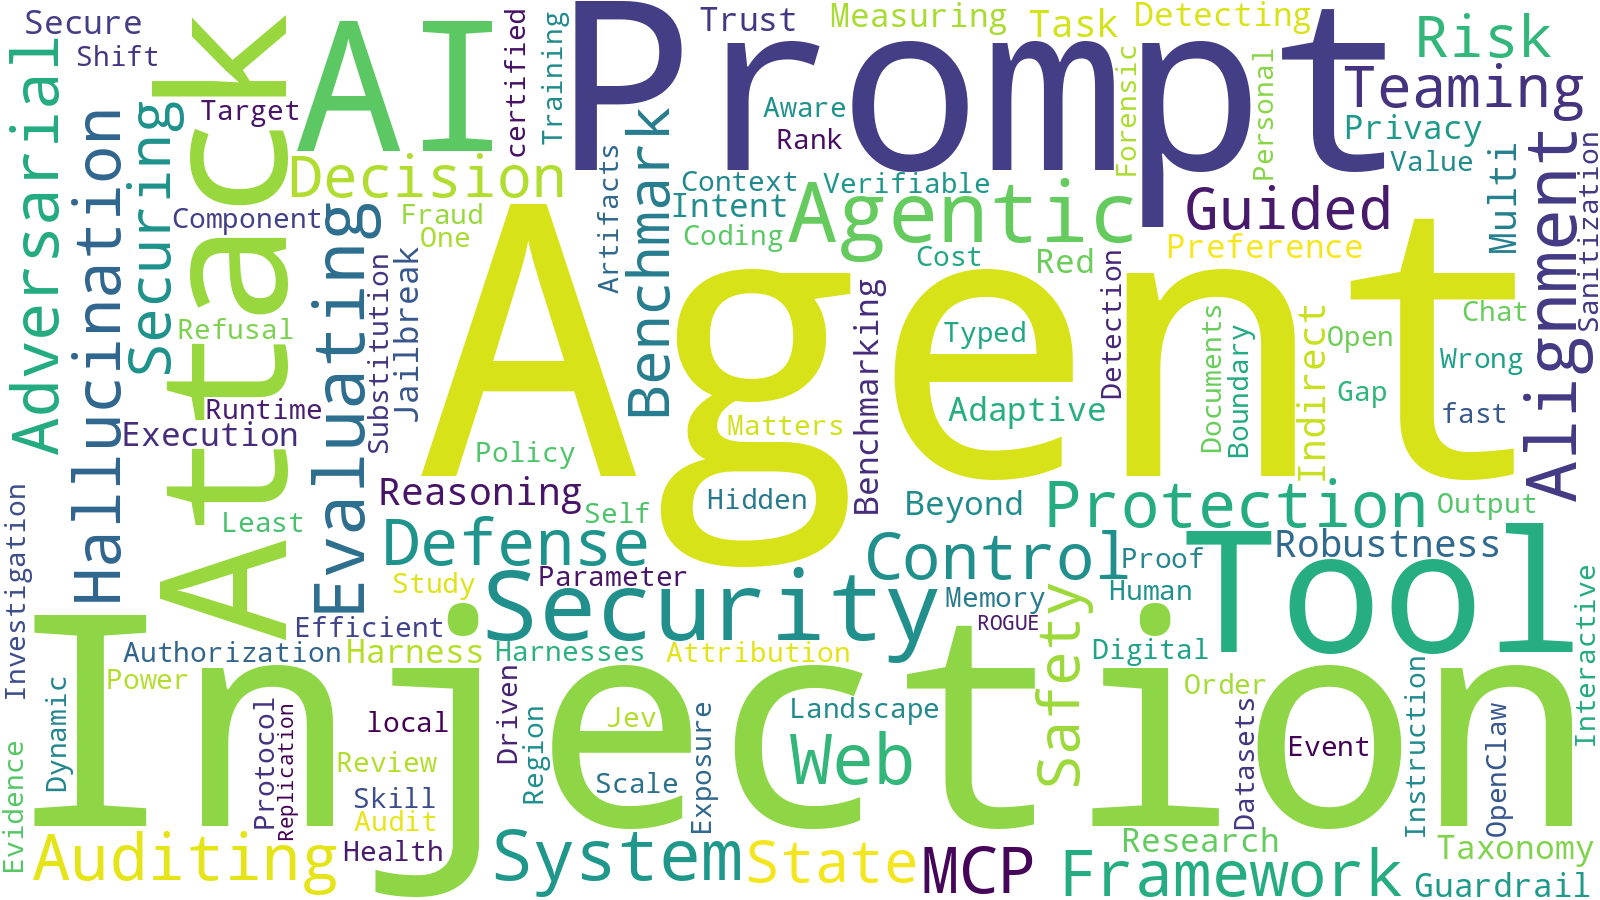 Secure
Shift
AI
certified
Training
Prompt
Trust
Measuring
Task
Detecting
Risk
Teaming
Adversarial
Hallucination
Securing
Target
Attack
Decision
Benchmark
Artifacts
Aware
Rank
Forensic
Personal
Privacy
Value
Sanitization
Context
Verifiable
Intent
Coding
Agentic
Guided
Preference
Multi
Alignment
Component
Fraud
One
Evaluating
Substitution
Jailbreak
Refusal
Runtime
Execution
Agent
Cost
Red
Benchmarking
Typed
Detection
Adaptive
Matters
Documents
Boundary
Indirect
Open
Chat
Wrong
Gap
fast
Policy
Reasoning
Least
Self
Hidden
Beyond
Protection
Output
Defense
Control
Tool
Robustness
Investigation
Study
Parameter
Security
Proof
Human
Memory
ROGUE
Safety
Interactive
Efficient
Authorization
Harness
Harnesses
Attribution
Digital
Power
Injection
Order
Dynamic
Protocol
Replication
local
Driven
Region
Jev
Exposure
Landscape
Web
Datasets
Event
Instruction
OpenClaw
Evidence
Review
Skill
Scale
Audit
Health
Auditing
System
State
MCP
Research
Framework
Taxonomy
Guardrail